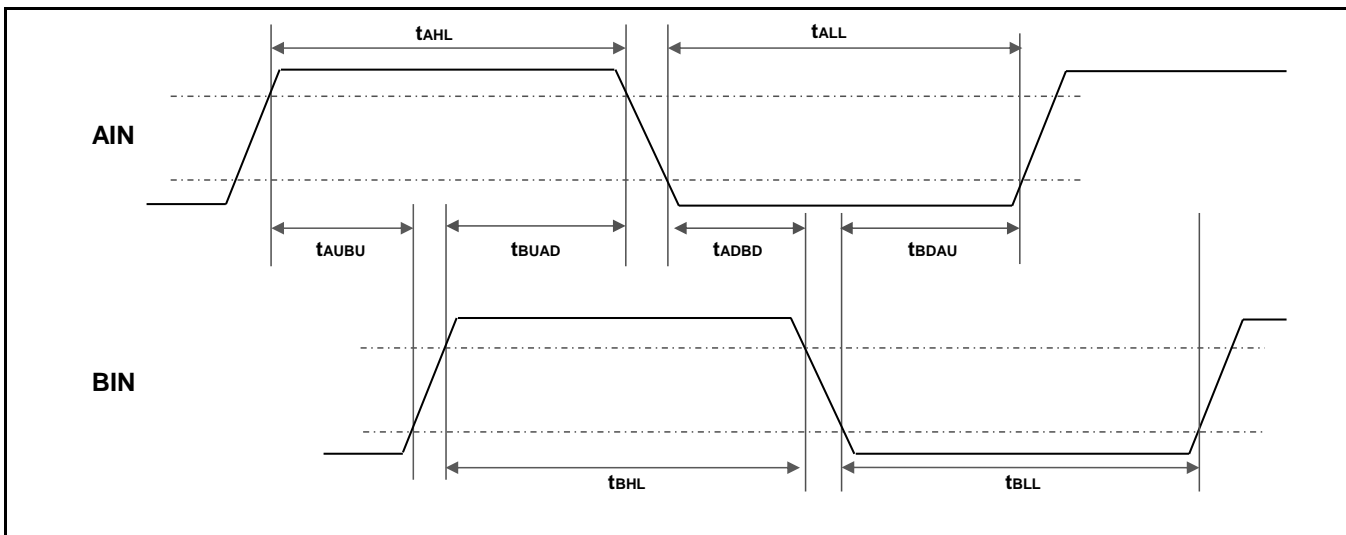 tAHL
tALL
AIN
tAUBU
tBUAD
tADBD
tBDAU
BIN
tBHL
tBLL